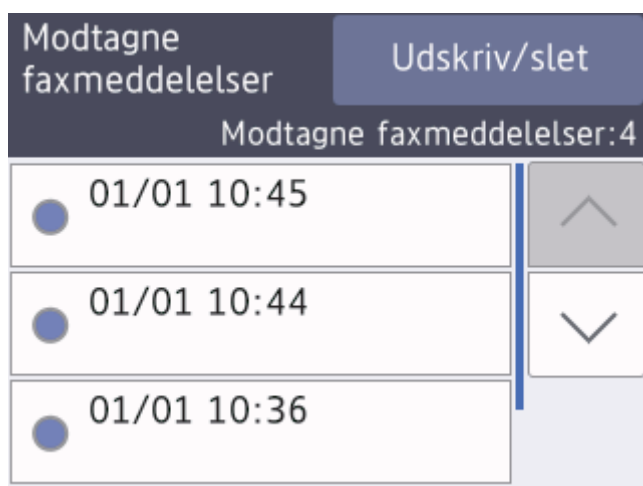 Modtagne
faxmeddelelser
Udskriv/slet
Modtagne faxmeddelelser:4
01/01 10:45
01/01 10:44
01/01 10:36